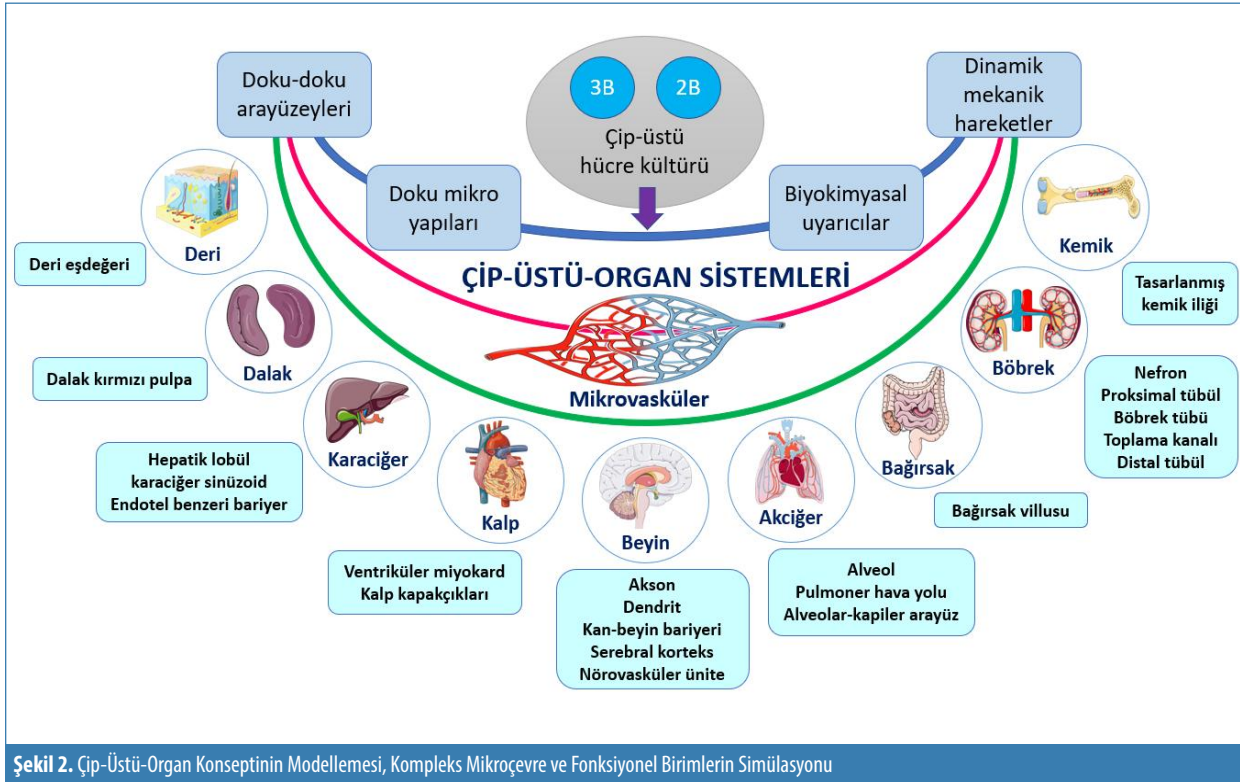 Doku-doku
arayüzeyleri
3B
2B
Çip-üstü
hücre kültürü
Dinamik
mekanik
hareketler
Doku mikro
yapıları
Biyokimyasal
uyarıcılar
ÇİP-ÜSTÜ-ORGAN SİSTEMLERİ
Mikrovasküler
Deri
Deri eşdeğeri
Dalak
Dalak kırmızı pulpa
Karaciğer
Hepatik lobül
karaciğer sinüzoid
Endotel benzeri bariyer
Kalp
Ventriküler miyokard
Kalp kapakçıkları
Beyin
Akson
Dendrit
Kan-beyin bariyeri
Serebral korteks
Nörovasküler ünite
Akciğer
Alveol
Pulmoner hava yolu
Alveolar-kapiler arayüz
Bağırsak
Bağırsak villusu
Böbrek
Nefron
Proksimal tübül
Böbrek tübü
Toplama kanalı
Distal tübül
Kemik
Tasarlanmış
kemik iliği
Şekil 2. Çip-Üstü-Organ Konseptinin Modellemesi, Kompleks Mikroçevre ve Fonksiyonel Birimlerin Simülasyonu